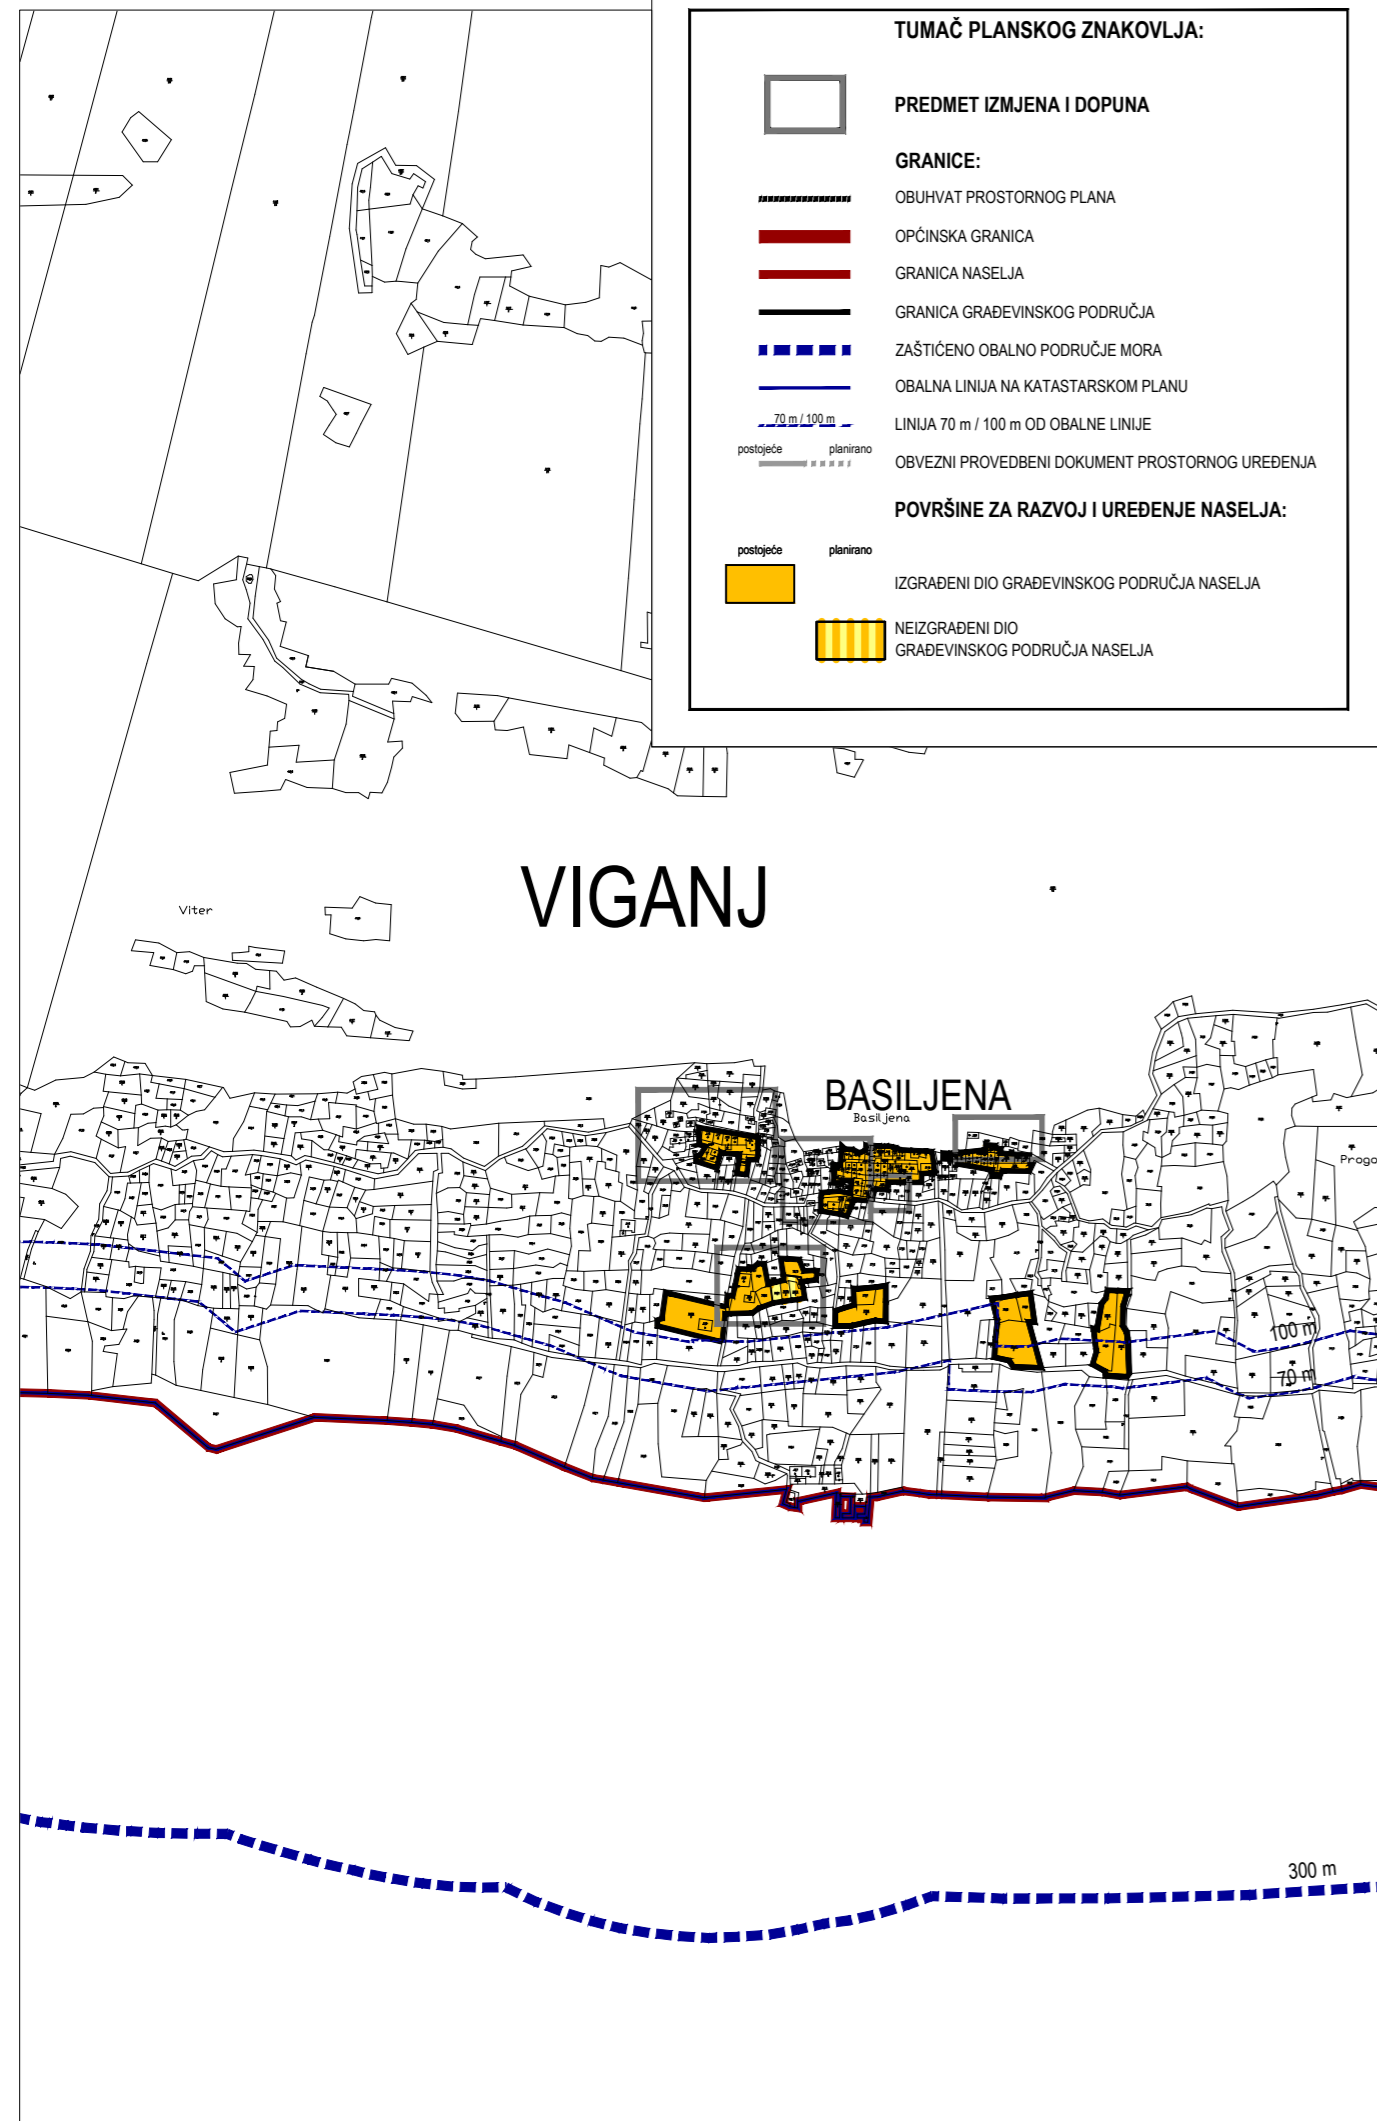 TUMAČ PLANSKOG ZNAKOVLJA:
PREDMET IZMJENA I DOPUNA
GRANICE:
OBUHVAT PROSTORNOG PLANA
OPĆINSKA GRANICA
GRANICA NASELJA
GRANICA GRAĐEVINSKOG PODRUČJA
ZAŠTIĆENO OBALNO PODRUČJE MORA
OBALNA LINIJA NA KATASTARSKOM PLANU
70 m / 100 m
LINIJA 70 m / 100 m OD OBALNE LINIJE
postojeće planirano
OBVEZNI PROVEDBENI DOKUMENT PROSTORNOG UREĐENJA
POVRŠINE ZA RAZVOJ I UREĐENJE NASELJA:
postojeće planirano
IZGRAĐENI DIO GRAĐEVINSKOG PODRUČJA NASELJA
NEIZGRAĐENI DIO
GRAĐEVINSKOG PODRUČJA NASELJA
VIGANJ
Viter
BASILJENA
Basiljena
Progo
100 m
70 m
300 m